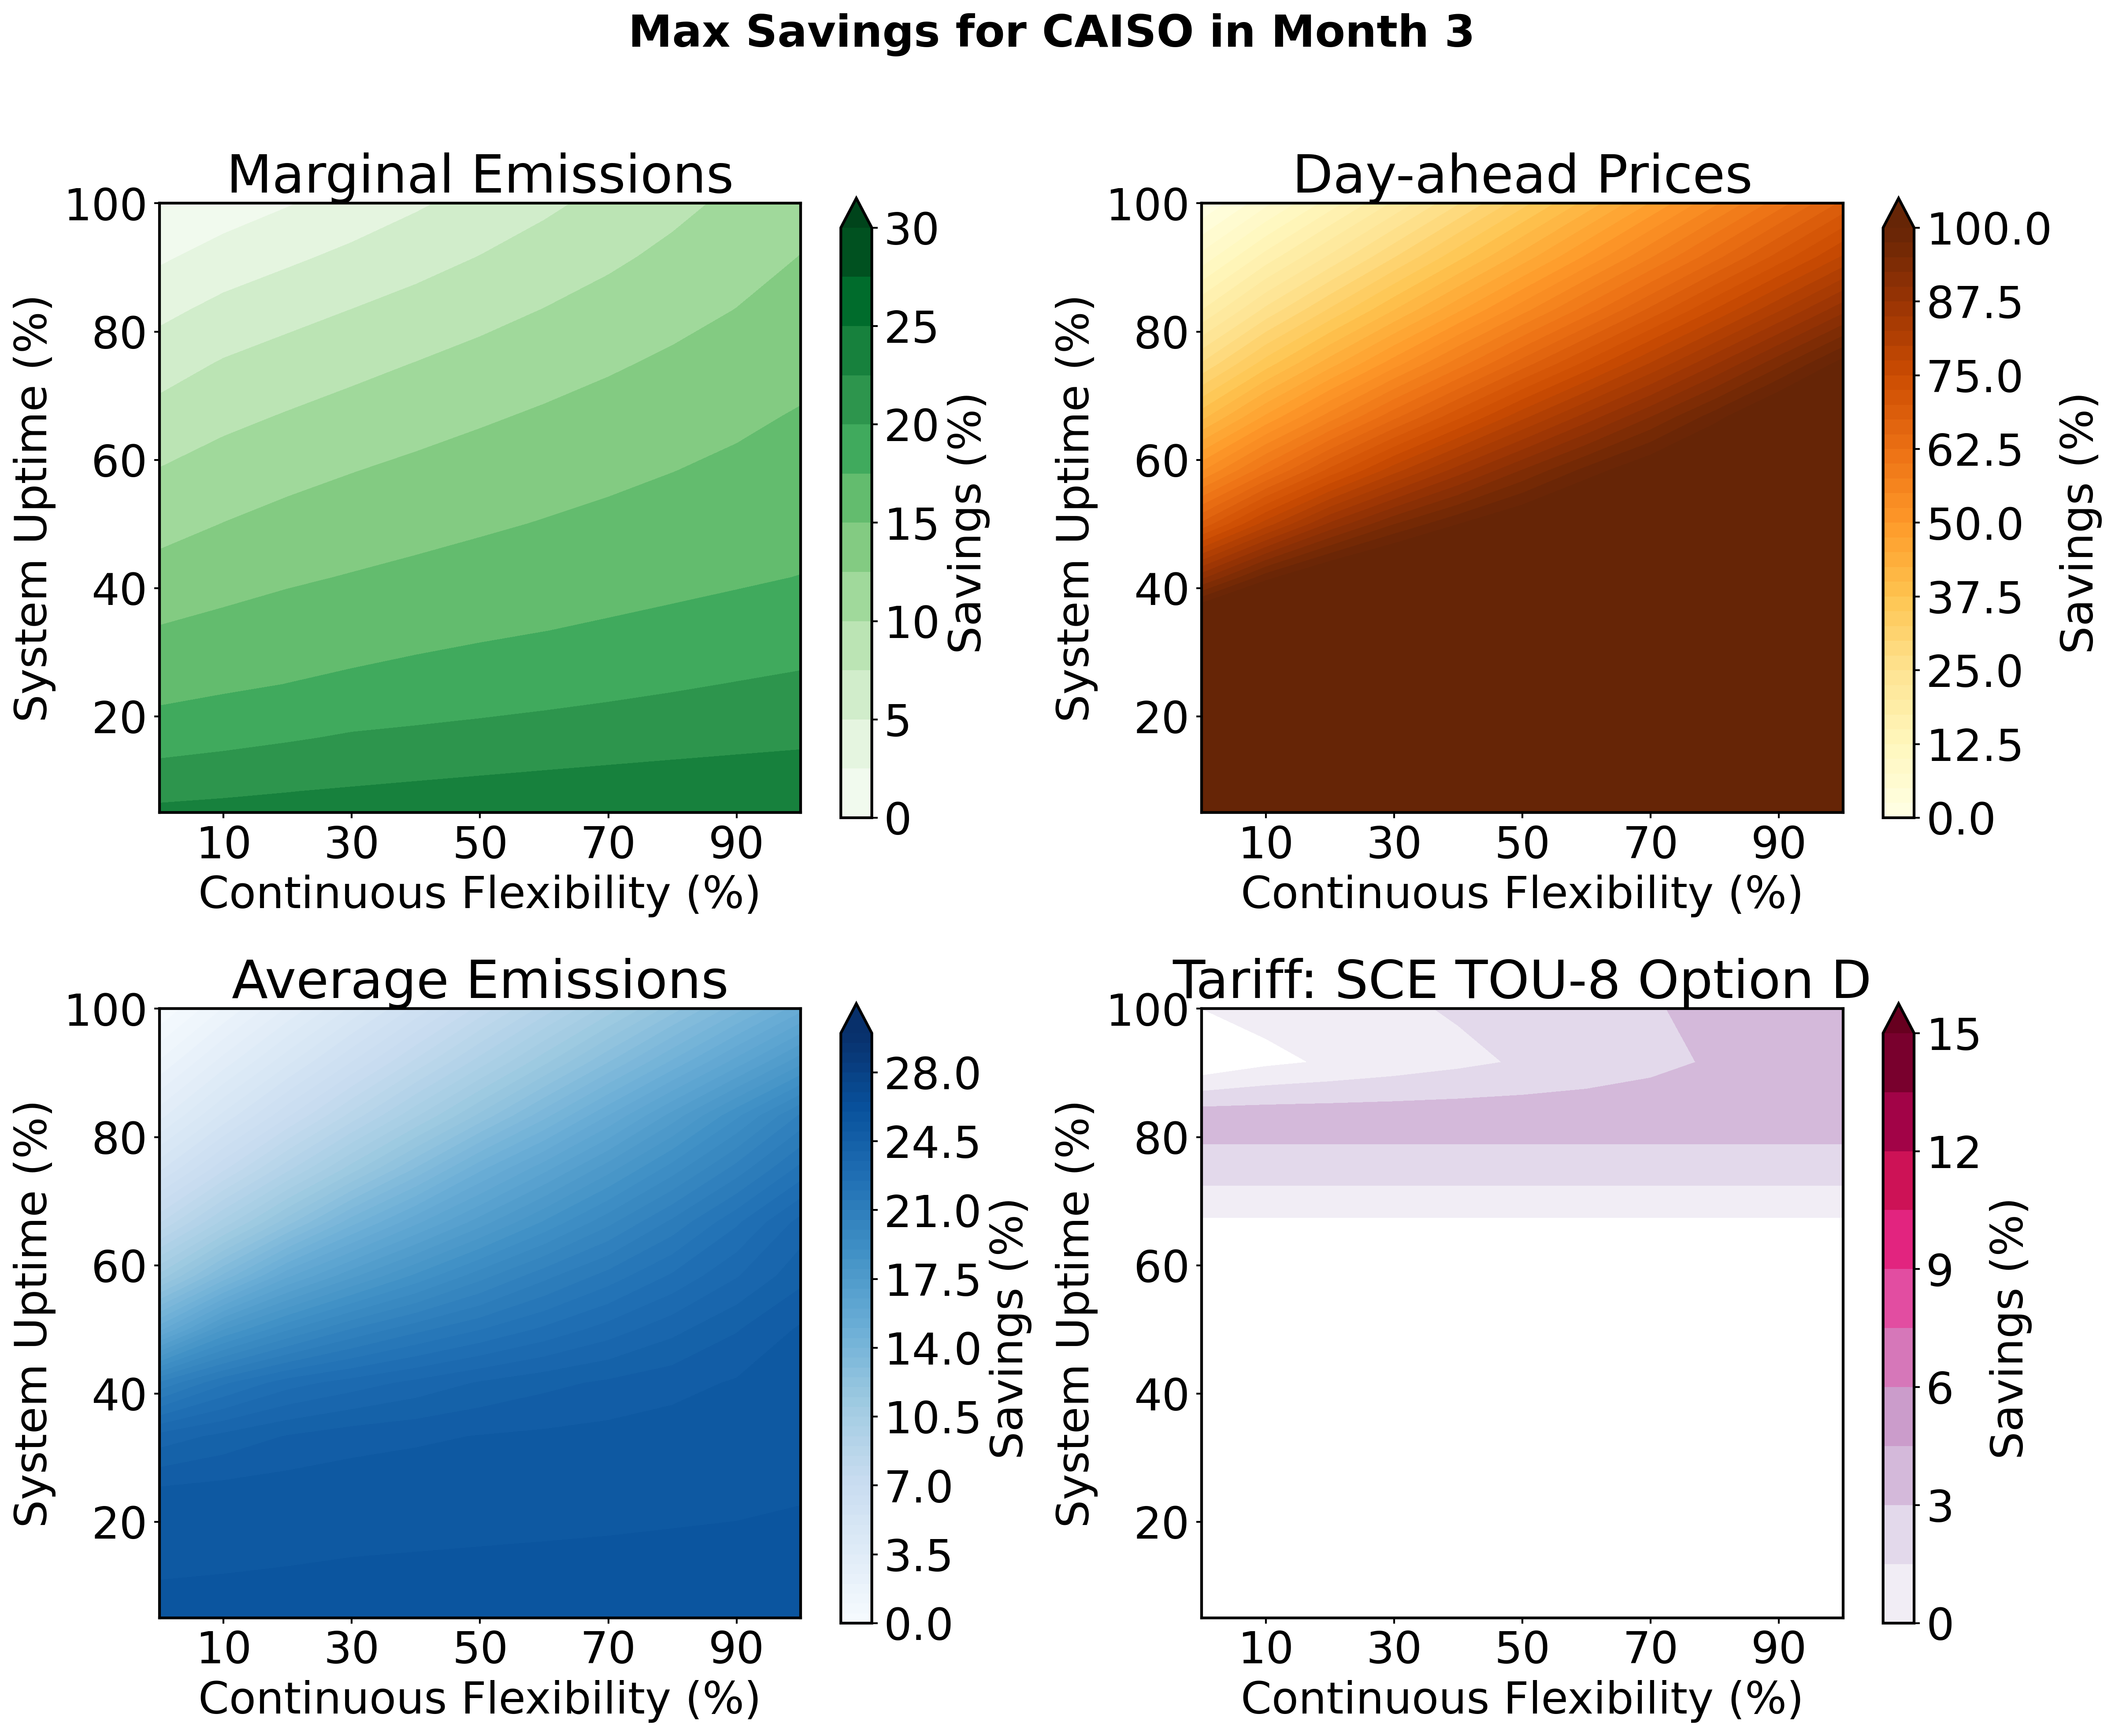 Max Savings for CAISO in Month 3
Marginal Emissions
100
80
60
40
20
System Uptime (%)
10 30 50 70 90
Continuous Flexibility (%)
30
25
20
15
10
5
0
Savings (%)
Day-ahead Prices
100
80
60
40
20
System Uptime (%)
10 30 50 70 90
Continuous Flexibility (%)
100.0
87.5
75.0
62.5
50.0
37.5
25.0
12.5
0.0
Savings (%)
Average Emissions
100
80
60
40
20
System Uptime (%)
10 30 50 70 90
Continuous Flexibility (%)
28.0
24.5
21.0
17.5
14.0
10.5
7.0
3.5
0.0
Savings (%)
Tariff: SCE TOU-8 Option D
100
80
60
40
20
System Uptime (%)
10 30 50 70 90
Continuous Flexibility (%)
15
12
9
6
3
0
Savings (%)